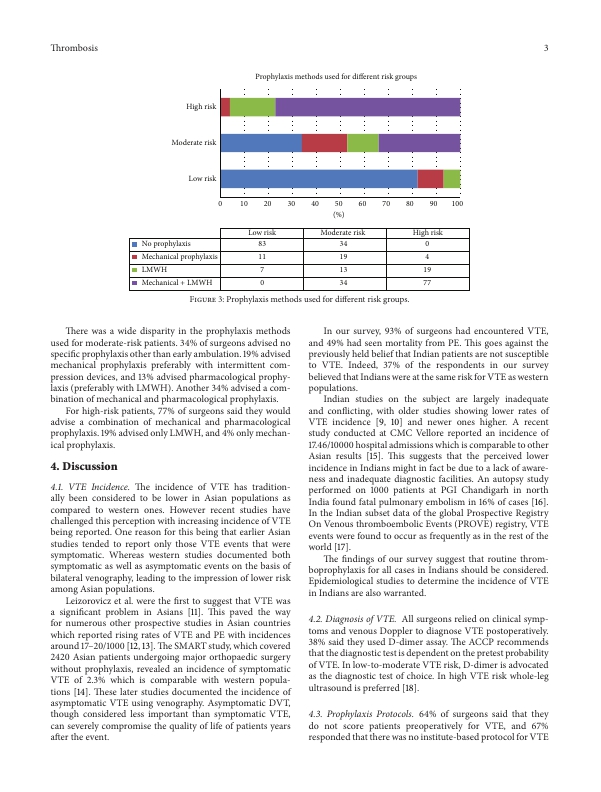 Thrombosis
3
Prophylaxis methods used for different risk groups
High risk
Moderate risk
Low risk
0 10 20 30 40 50 60 70 80 90 100
(%)
Low risk Moderate risk High risk
No prophylaxis 83 34 0
Mechanical prophylaxis 11 19 4
LMWH 7 13 19
Mechanical + LMWH 0 34 77
Figure 3: Prophylaxis methods used for different risk groups.
There was a wide disparity in the prophylaxis methods
used for moderate-risk patients. 34% of surgeons advised no
specific prophylaxis other than early ambulation. 19% advised
mechanical prophylaxis preferably with intermittent com-
pression devices, and 13% advised pharmacological prophy-
laxis (preferably with LMWH). Another 34% advised a com-
bination of mechanical and pharmacological prophylaxis.
For high-risk patients, 77% of surgeons said they would
advise a combination of mechanical and pharmacological
prophylaxis. 19% advised only LMWH, and 4% only mechan-
ical prophylaxis.
4. Discussion
4.1. VTE Incidence. The incidence of VTE has tradition-
ally been considered to be lower in Asian populations as
compared to western ones. However recent studies have
challenged this perception with increasing incidence of VTE
being reported. One reason for this being that earlier Asian
studies tended to report only those VTE events that were
symptomatic. Whereas western studies documented both
symptomatic as well as asymptomatic events on the basis of
bilateral venography, leading to the impression of lower risk
among Asian populations.
Leizorovicz et al. were the first to suggest that VTE was
a significant problem in Asians [11]. This paved the way
for numerous other prospective studies in Asian countries
which reported rising rates of VTE and PE with incidences
around 17–20/1000 [12, 13]. The SMART study, which covered
2420 Asian patients undergoing major orthopaedic surgery
without prophylaxis, revealed an incidence of symptomatic
VTE of 2.3% which is comparable with western popula-
tions [14]. These later studies documented the incidence of
asymptomatic VTE using venography. Asymptomatic DVT,
though considered less important than symptomatic VTE,
can severely compromise the quality of life of patients years
after the event.
In our survey, 93% of surgeons had encountered VTE,
and 49% had seen mortality from PE. This goes against the
previously held belief that Indian patients are not susceptible
to VTE. Indeed, 37% of the respondents in our survey
believed that Indians were at the same risk for VTE as western
populations.
Indian studies on the subject are largely inadequate
and conflicting, with older studies showing lower rates of
VTE incidence [9, 10] and newer ones higher. A recent
study conducted at CMC Vellore reported an incidence of
17.46/10000 hospital admissions which is comparable to other
Asian results [15]. This suggests that the perceived lower
incidence in Indians might in fact be due to a lack of aware-
ness and inadequate diagnostic facilities. An autopsy study
performed on 1000 patients at PGI Chandigarh in north
India found fatal pulmonary embolism in 16% of cases [16].
In the Indian subset data of the global Prospective Registry
On Venous thromboembolic Events (PROVE) registry, VTE
events were found to occur as frequently as in the rest of the
world [17].
The findings of our survey suggest that routine throm-
boprophylaxis for all cases in Indians should be considered.
Epidemiological studies to determine the incidence of VTE
in Indians are also warranted.
4.2. Diagnosis of VTE. All surgeons relied on clinical symp-
toms and venous Doppler to diagnose VTE postoperatively.
38% said they used D-dimer assay. The ACCP recommends
that the diagnostic test is dependent on the pretest probability
of VTE. In low-to-moderate VTE risk, D-dimer is advocated
as the diagnostic test of choice. In high VTE risk whole-leg
ultrasound is preferred [18].
4.3. Prophylaxis Protocols. 64% of surgeons said that they
do not score patients preoperatively for VTE, and 67%
responded that there was no institute-based protocol for VTE